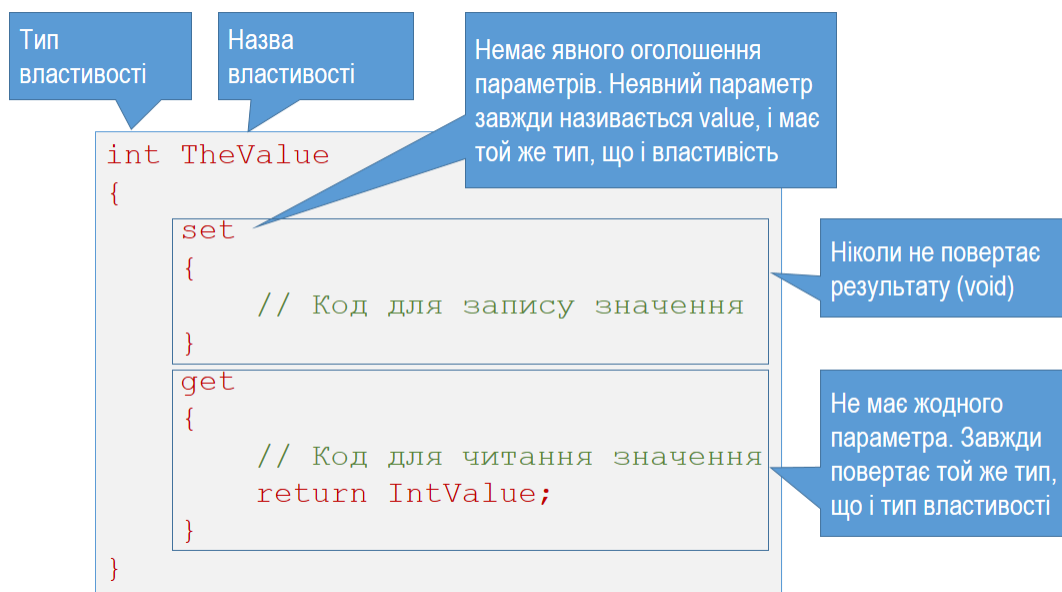 Тип
властивості
Назва
властивості
Немає явного оголошення
параметрів. Неявний параметр
завжди називається value, і має
той же тип, що і властивість
int TheValue
{
set
{
// Код для запису значення
}
get
{
// Код для читання значення
return IntValue;
}
}
Ніколи не повертає
результату (void)
Не має жодного
параметра. Завжди
повертає той же тип,
що і тип властивості